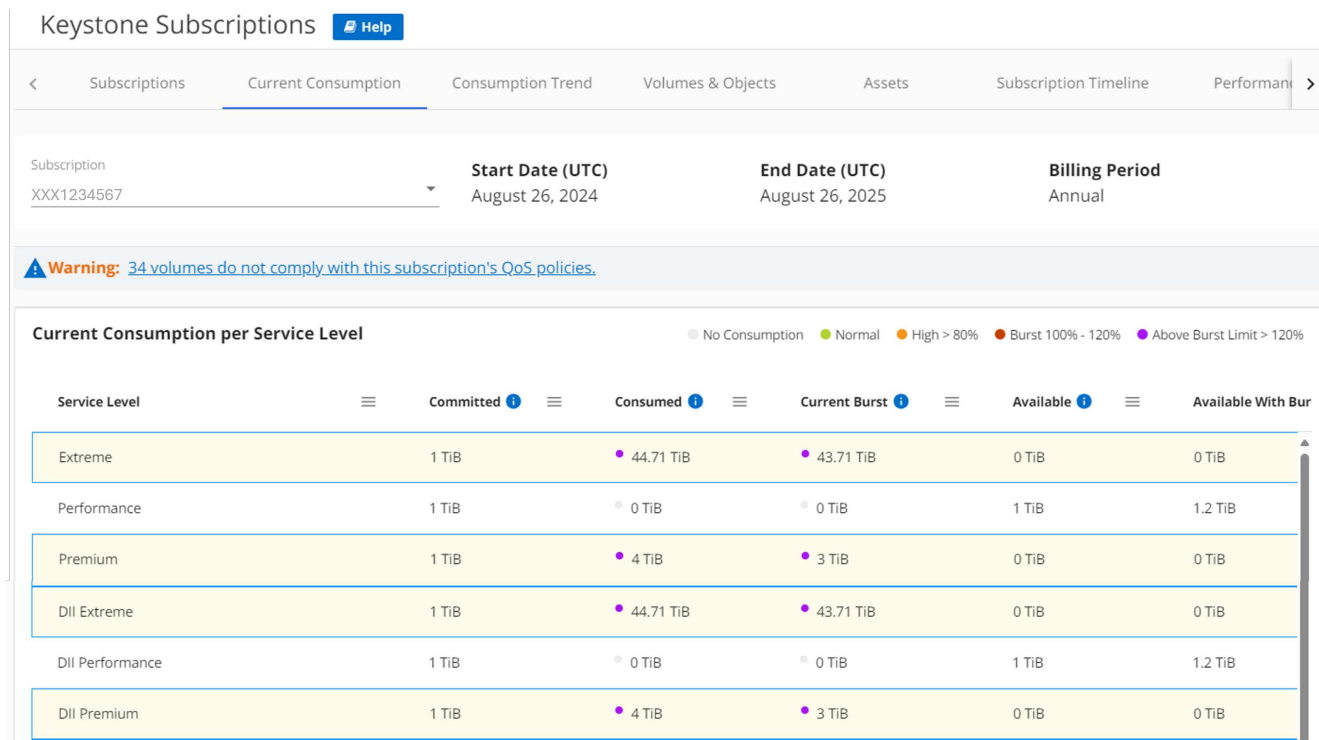 Keystone Subscriptions Help
Subscriptions Current Consumption Consumption Trend Volumes & Objects Assets Subscription Timeline Performanc
Subscription
XXX1234567
Start Date (UTC) End Date (UTC) Billing Period
August 26, 2024 August 26, 2025 Annual
Warning: 34 volumes do not comply with this subscription's QoS policies.
Current Consumption per Service Level No Consumption Normal High > 80% Burst 100% - 120% Above Burst Limit > 120%
Service Level Committed Consumed Current Burst Available Available With Bur
Extreme 1 TiB 44.71 TiB 43.71 TiB 0 TiB 0 TiB
Performance 1 TiB 0 TiB 0 TiB 1 TiB 1.2 TiB
Premium 1 TiB 4 TiB 3 TiB 0 TiB 0 TiB
DII Extreme 1 TiB 44.71 TiB 43.71 TiB 0 TiB 0 TiB
DII Performance 1 TiB 0 TiB 0 TiB 1 TiB 1.2 TiB
DII Premium 1 TiB 4 TiB 3 TiB 0 TiB 0 TiB